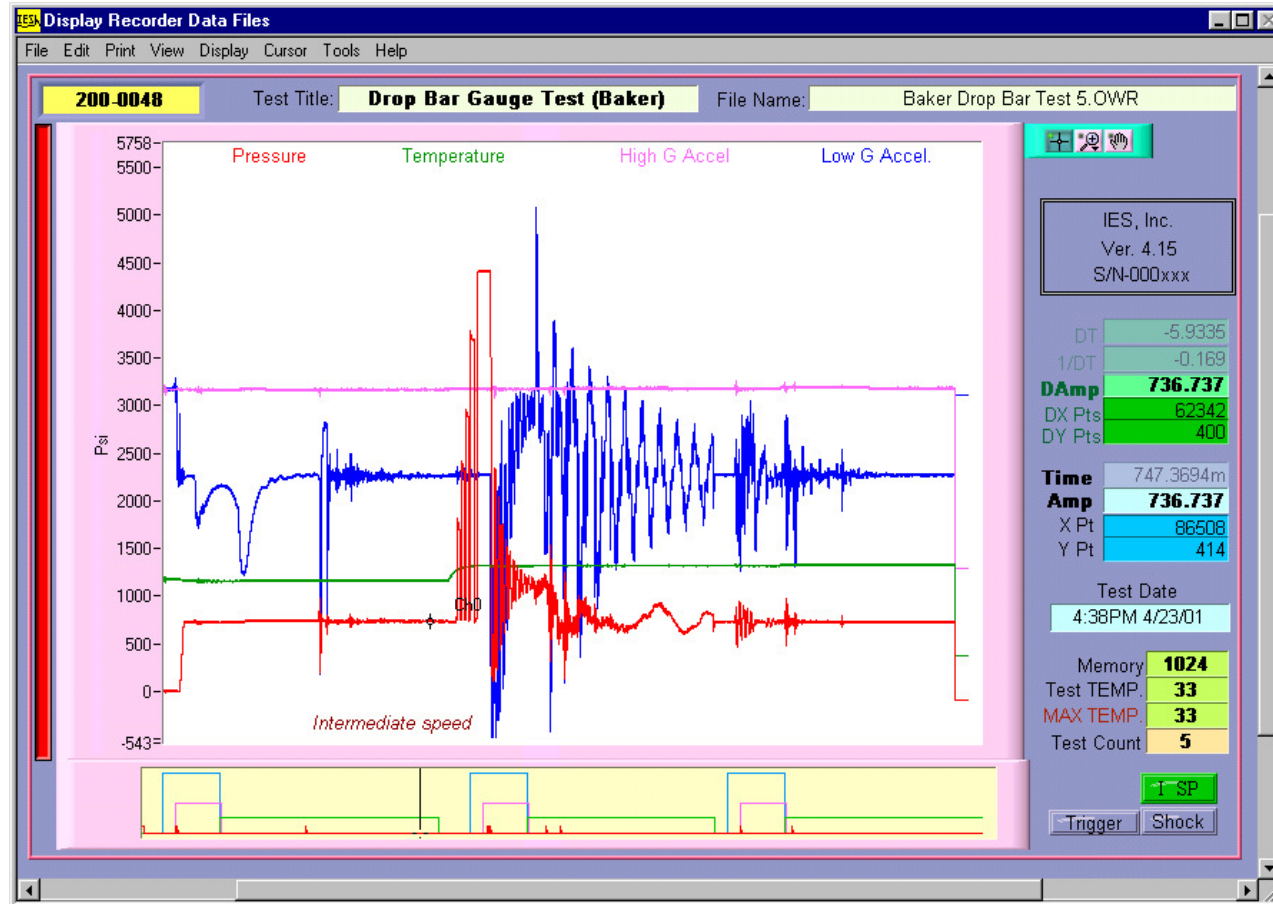 IESA Display Recorder Data Files
File Edit Print View Display Cursor Tools Help
200-0048
Test Title: Drop Bar Gauge Test (Baker)
File Name: Baker Drop Bar Test 5.OWR
Pressure Temperature High G Accel Low G Accel.
5758
5500
5000
4500
4000
3500
3000
2500
2000
1500
1000
500
0
-543
Psi
Ch0
Intermediate speed
IES, Inc.
Ver. 4.15
S/N-000xxx
DT -5.9335
1/DT -0.169
DAmp 736.737
DX Pts 62342
DY Pts 400
Time 747.3694m
Amp 736.737
X Pt 86508
Y Pt 414
Test Date
4:38PM 4/23/01
Memory 1024
Test TEMP. 33
MAX TEMP. 33
Test Count 5
I SP
Trigger Shock